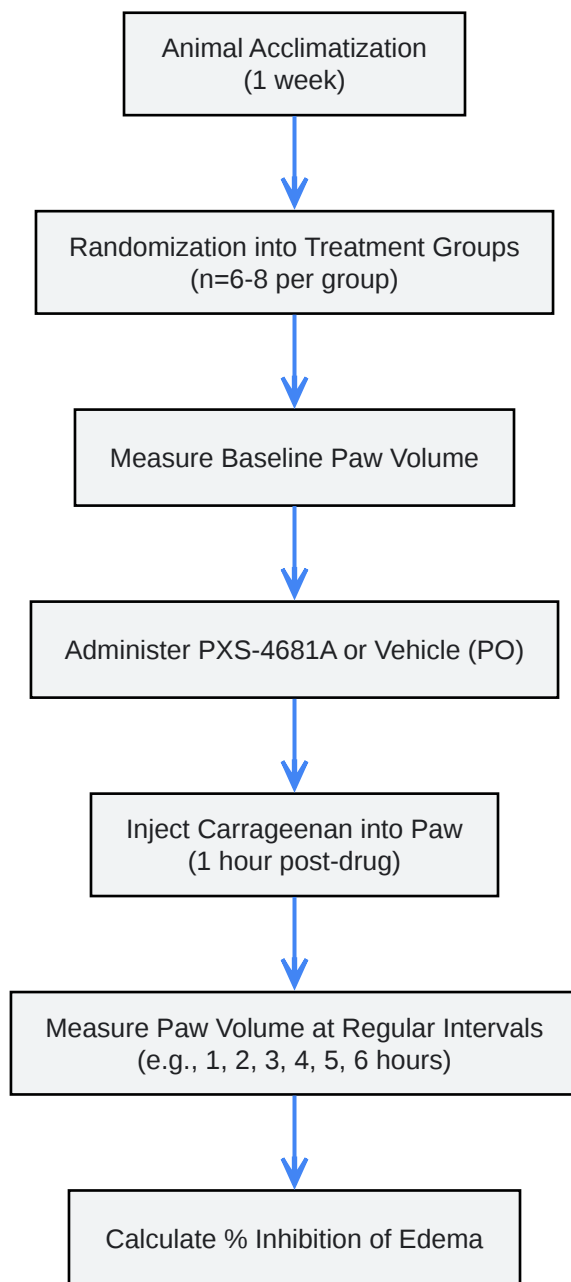 Animal Acclimatization
(1 week)
Randomization into Treatment Groups
(n=6-8 per group)
Measure Baseline Paw Volume
Administer PXS-4681A or Vehicle (PO)
Inject Carrageenan into Paw
(1 hour post-drug)
Measure Paw Volume at Regular Intervals
(e.g., 1, 2, 3, 4, 5, 6 hours)
Calculate % Inhibition of Edema